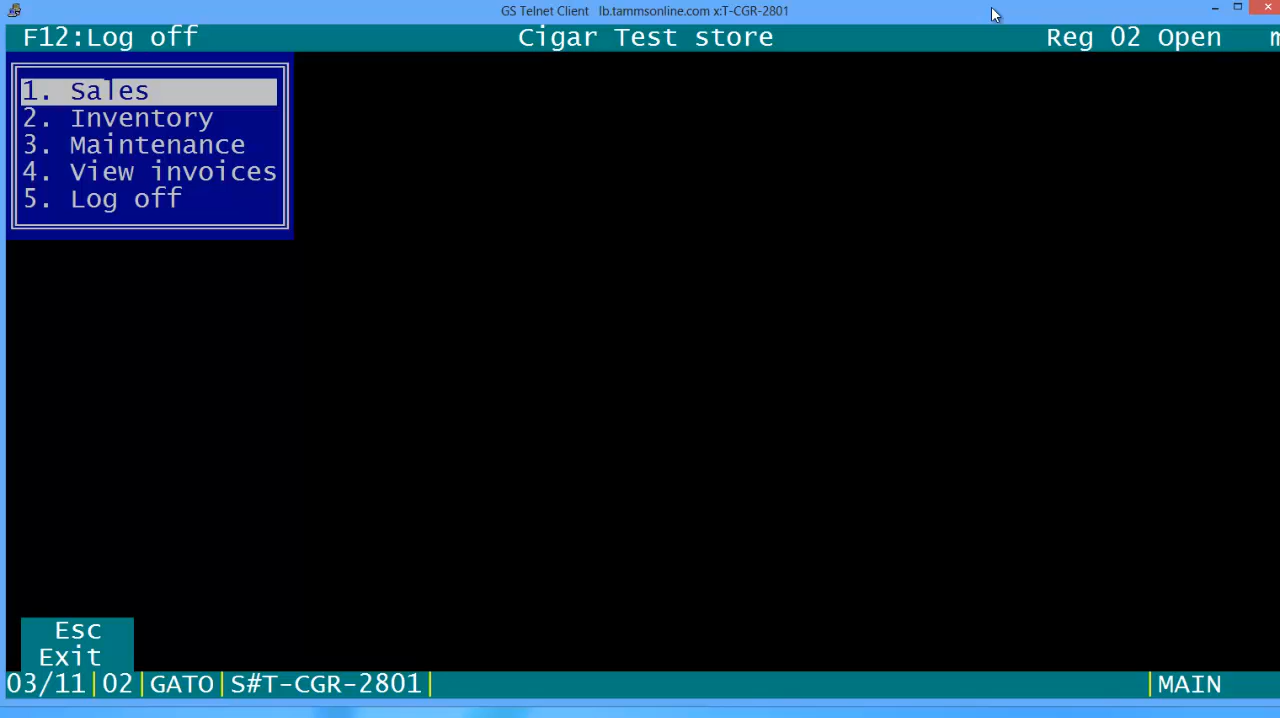 GS Telnet Client lb.tammsonline.com x:T-CGR-2801
F12:Log off Cigar Test store Reg 02 Open
1. Sales
2. Inventory
3. Maintenance
4. View invoices
5. Log off
Esc
Exit
03/11|02|GATO|S#T-CGR-2801| |MAIN